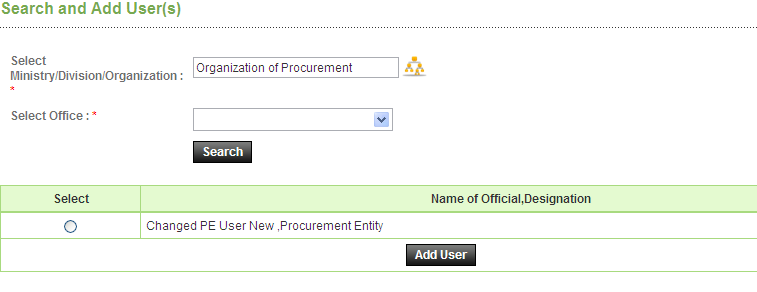 Search and Add User(s)
Select
Ministry/Division/Organization :
*
Organization of Procurement
Select Office : *
Search
Select Name of Official,Designation
Changed PE User New ,Procurement Entity
Add User